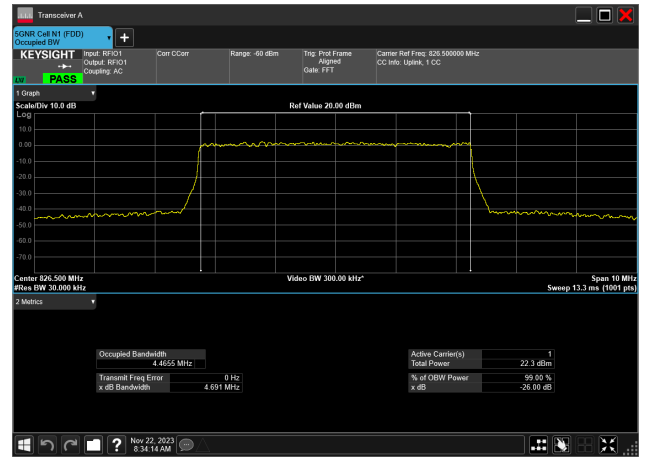 Transceiver A
5GNR Cell N1 (FDD)
Occupied BW
+
KEYSIGHT
LXI PASS
Input: RFIO1
Output: RFIO1
Coupling: AC
Corr CCorr
Range: -60 dBm
Trig: Prot Frame
Aligned
Gate: FFT
Carrier Ref Freq: 826.500000 MHz
CC Info: Uplink, 1 CC
1 Graph
Scale/Div 10.0 dB
Ref Value 20.00 dBm
Log
10.0
0.00
-10.0
-20.0
-30.0
-40.0
-50.0
-60.0
-70.0
Center 826.500 MHz
Video BW 300.00 kHz*
Span 10 MHz
#Res BW 30.000 kHz
Sweep 13.3 ms (1001 pts)
2 Metrics
Occupied Bandwidth
4.4655 MHz
Transmit Freq Error 0 Hz
x dB Bandwidth 4.691 MHz
Active Carrier(s) 1
Total Power 22.3 dBm
% of OBW Power 99.00 %
x dB -26.00 dB
?
Nov 22, 2023
8:34:14 AM